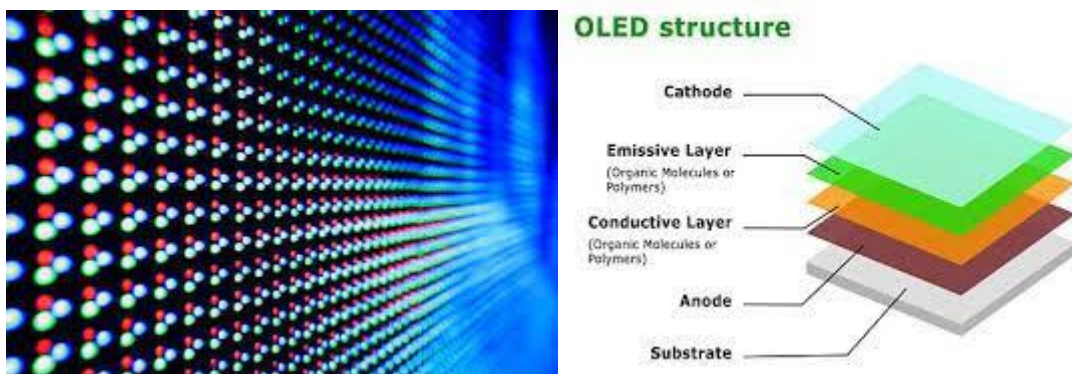 OLED structure
Cathode
Emissive Layer
(Organic Molecules or
Polymers)
Conductive Layer
(Organic Molecules or
Polymers)
Anode
Substrate